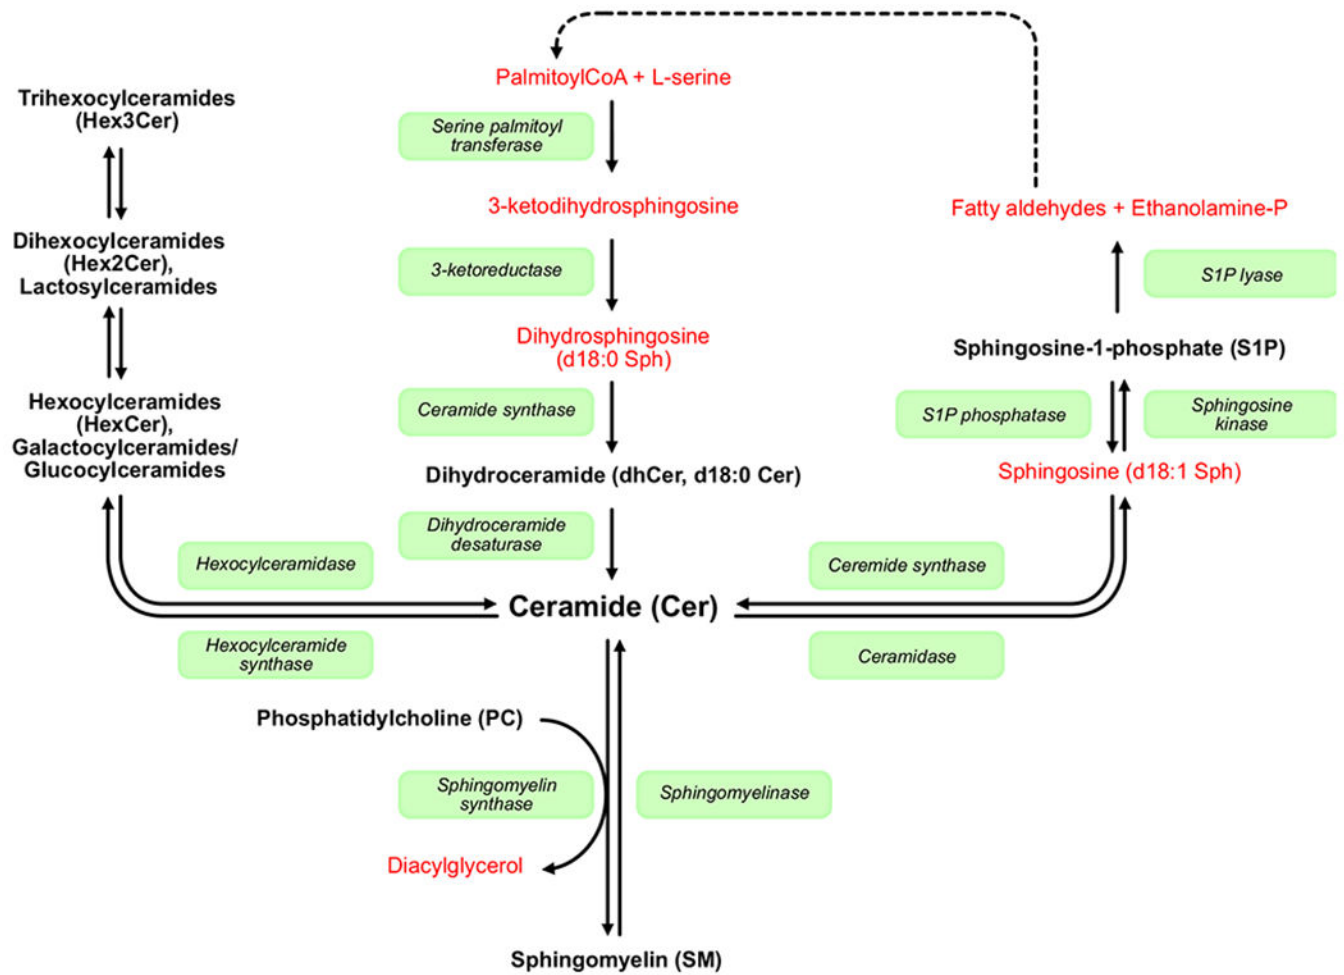 PalmitoylCoA + L-serine
Trihexocylceramides
(Hex3Cer)
Serine palmitoyl
transferase
3-ketodihydrosphingosine
Fatty aldehydes + Ethanolamine-P
Dihexocylceramides
(Hex2Cer),
Lactosylceramides
3-ketoreductase
S1P lyase
Dihydrosphingosine
(d18:0 Sph)
Sphingosine-1-phosphate (S1P)
Hexocylceramides
(HexCer),
Galactocylceramides/
Glucocylceramides
Ceramide synthase
S1P phosphatase
Sphingosine
kinase
Dihydroceramide (dhCer, d18:0 Cer)
Sphingosine (d18:1 Sph)
Dihydroceramide
desaturase
Hexocylceramidase
Ceremide synthase
Ceramide (Cer)
Hexocylceramide
synthase
Ceramidase
Phosphatidylcholine (PC)
Sphingomyelin
synthase
Sphingomyelinase
Diacylglycerol
Sphingomyelin (SM)